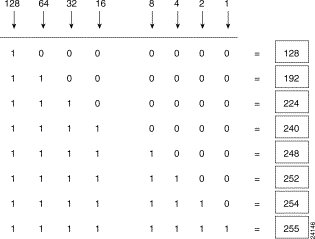 128 64 32 16 8 4 2 1
1 0 0 0 0 0 0 0 = 128
1 1 0 0 0 0 0 0 = 192
1 1 1 0 0 0 0 0 = 224
1 1 1 1 0 0 0 0 = 240
1 1 1 1 1 0 0 0 = 248
1 1 1 1 1 1 0 0 = 252
1 1 1 1 1 1 1 0 = 254
1 1 1 1 1 1 1 1 = 255
24146